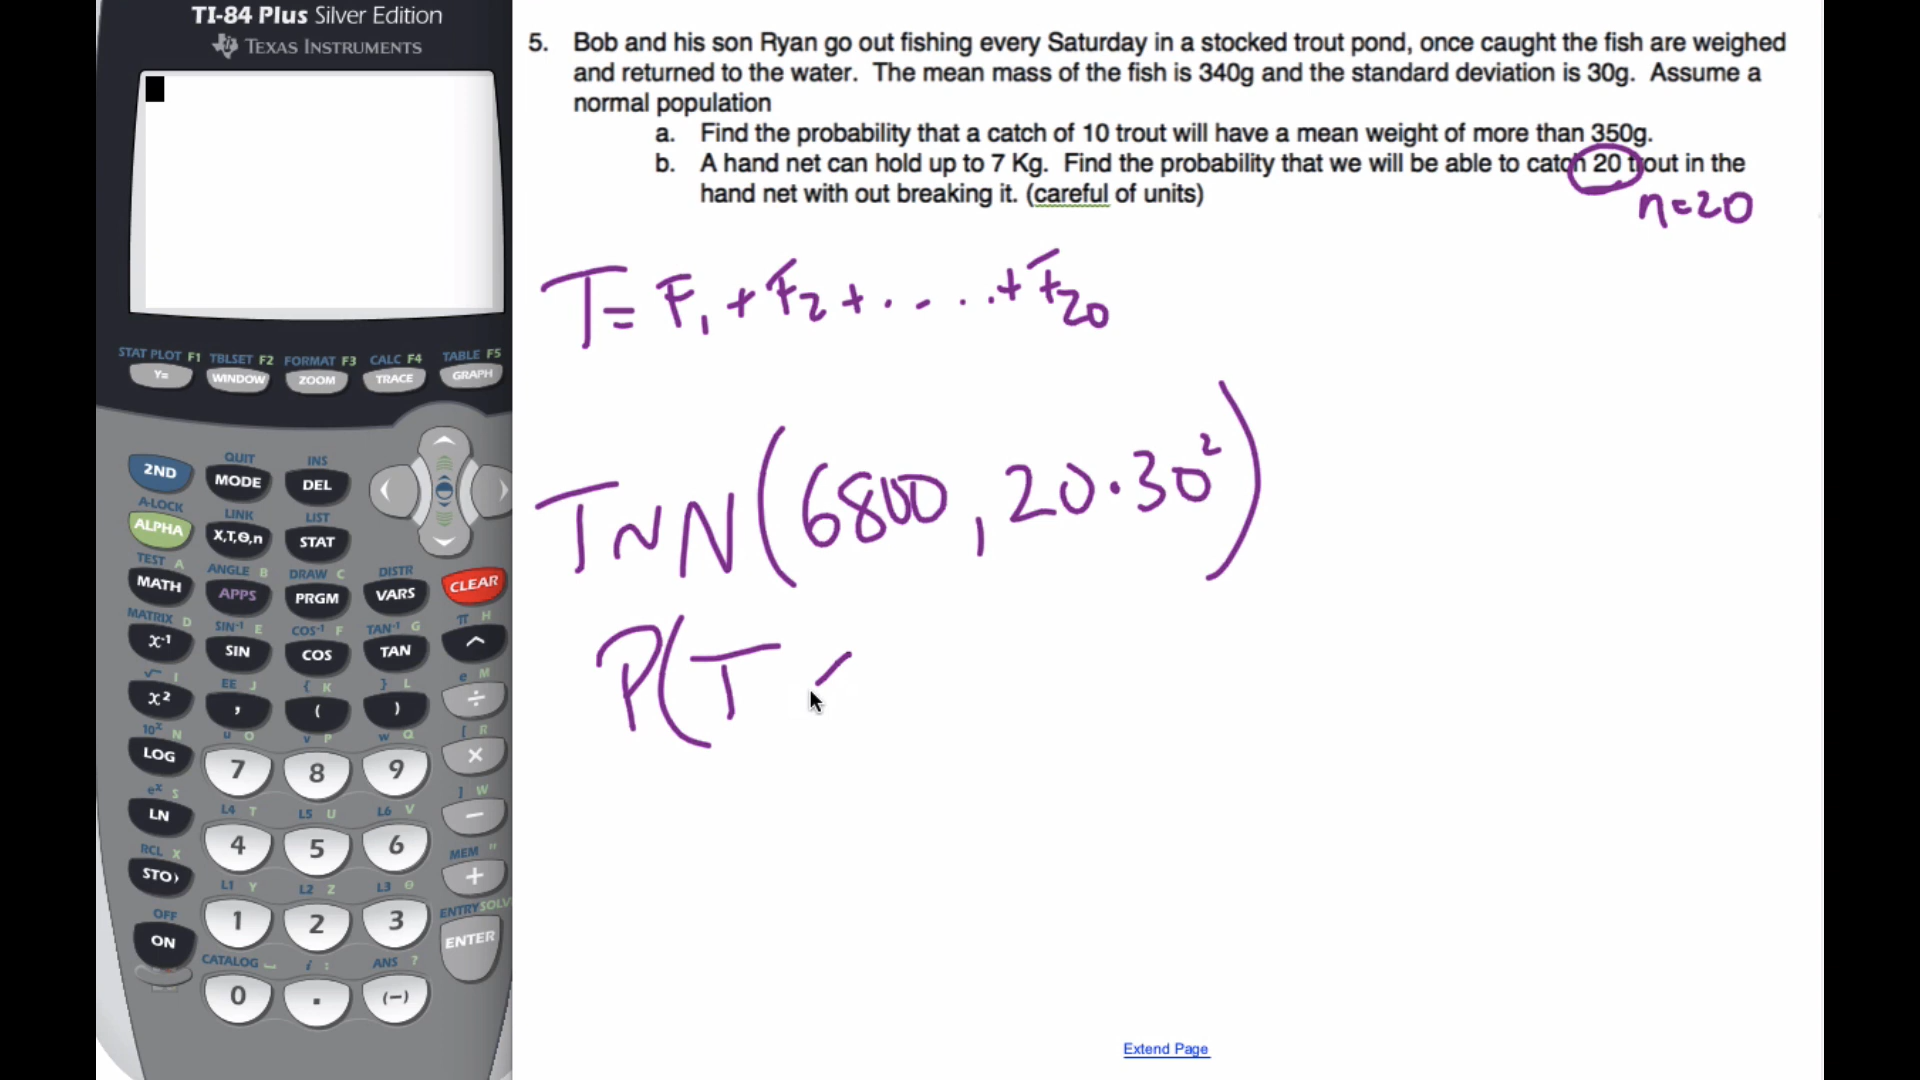 TI-84 Plus Silver Edition
TEXAS INSTRUMENTS
STAT PLOT F1 TBLSET F2 FORMAT F3 CALC F4 TABLE F5
Y= WINDOW ZOOM TRACE GRAPH
QUIT INS
2ND MODE DEL
A-LOCK LINK LIST
ALPHA X,T,Θ,n STAT
TEST A ANGLE B DRAW C DISTR
MATH APPS PRGM VARS CLEAR
MATRIX D SIN⁻¹ E COS⁻¹ F TAN⁻¹ G π H
x⁻¹ SIN COS TAN ^
√ I EE J { K } L e M
x² , ( ) ÷
10ˣ N u O v P w Q [ R
LOG 7 8 9 ×
eˣ S L4 T L5 U L6 V ] W
LN 4 5 6 −
RCL X L1 Y L2 Z L3 Θ MEM "
STO› 1 2 3 +
OFF CATALOG ⎵ i : ANS ? ENTRY SOLV
ON 0 . (−) ENTER
5. Bob and his son Ryan go out fishing every Saturday in a stocked trout pond, once caught the fish are weighed
and returned to the water. The mean mass of the fish is 340g and the standard deviation is 30g. Assume a
normal population
a. Find the probability that a catch of 10 trout will have a mean weight of more than 350g.
b. A hand net can hold up to 7 Kg. Find the probability that we will be able to catch 20 trout in the
hand net with out breaking it. (careful of units)
n=20
T= F₁ + F₂ + ..... + F₂₀
T~N(6800, 20·30²)
P(T
Extend Page